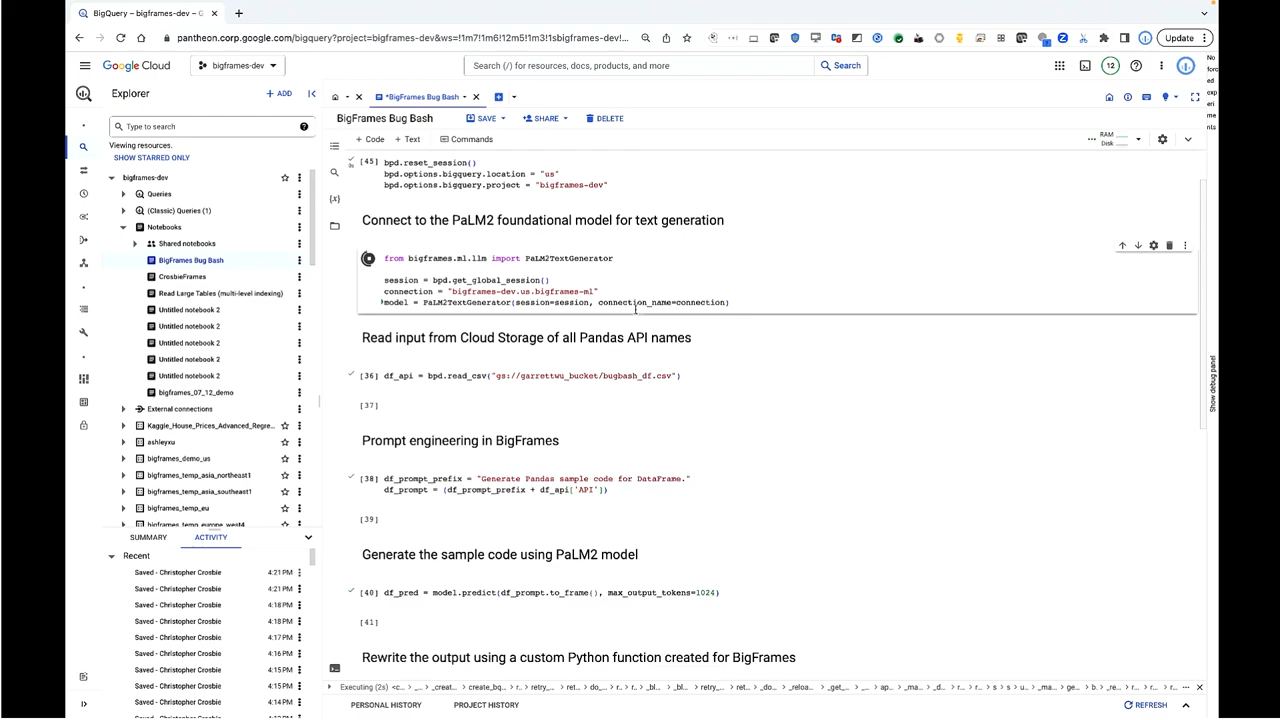 BigQuery – bigframes-dev – ws
pantheon.corp.google.com/bigquery?project=bigframes-dev&ws=!1m7!1m6!12m5!1m3!1sbigframes-dev!...
Update
Google Cloud
bigframes-dev
Search (/) for resources, docs, products, and more
Search
12
Explorer
+ ADD
*BigFrames Bug Bash
Type to search
Viewing resources.
SHOW STARRED ONLY
bigframes-dev
Queries
(Classic) Queries (1)
Notebooks
Shared notebooks
BigFrames Bug Bash
CrosbieFrames
Read Large Tables (multi-level indexing)
Untitled notebook 2
Untitled notebook 2
Untitled notebook 2
Untitled notebook 2
Untitled notebook 2
bigframes_07_12_demo
External connections
Kaggle_House_Prices_Advanced_Regre...
ashleyxu
bigframes_demo_us
bigframes_temp_asia_northeast1
bigframes_temp_asia_southeast1
bigframes_temp_eu
bigframes_temp_europe_west4
SUMMARY
ACTIVITY
Recent
Saved - Christopher Crosbie 4:21 PM
Saved - Christopher Crosbie 4:21 PM
Saved - Christopher Crosbie 4:18 PM
Saved - Christopher Crosbie 4:18 PM
Saved - Christopher Crosbie 4:17 PM
Saved - Christopher Crosbie 4:16 PM
Saved - Christopher Crosbie 4:15 PM
Saved - Christopher Crosbie 4:15 PM
Saved - Christopher Crosbie 4:14 PM
BigFrames Bug Bash
SAVE
SHARE
DELETE
+ Code
+ Text
Commands
RAM
Disk
[45] bpd.reset_session()
bpd.options.bigquery.location = "us"
bpd.options.bigquery.project = "bigframes-dev"
Connect to the PaLM2 foundational model for text generation
from bigframes.ml.llm import PaLM2TextGenerator
session = bpd.get_global_session()
connection = "bigframes-dev.us.bigframes-ml"
model = PaLM2TextGenerator(session=session, connection_name=connection)
Read input from Cloud Storage of all Pandas API names
[36] df_api = bpd.read_csv("gs://garrettwu_bucket/bugbash_df.csv")
[37]
Prompt engineering in BigFrames
[38] df_prompt_prefix = "Generate Pandas sample code for DataFrame."
df_prompt = (df_prompt_prefix + df_api['API'])
[39]
Generate the sample code using PaLM2 model
[40] df_pred = model.predict(df_prompt.to_frame(), max_output_tokens=1024)
[41]
Rewrite the output using a custom Python function created for BigFrames
Executing (2s)
PERSONAL HISTORY
PROJECT HISTORY
REFRESH
Show debug panel